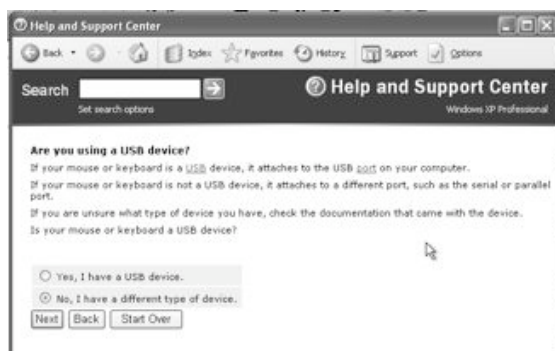 Help and Support Center
Back Index Favorites History Support Options
Search Help and Support Center
Set search options Windows XP Professional
Are you using a USB device?
If your mouse or keyboard is a USB device, it attaches to the USB port on your computer.
If your mouse or keyboard is not a USB device, it attaches to a different port, such as the serial or parallel
port.
If you are unsure what type of device you have, check the documentation that came with the device.
Is your mouse or keyboard a USB device?
Yes, I have a USB device.
No, I have a different type of device.
Next Back Start Over